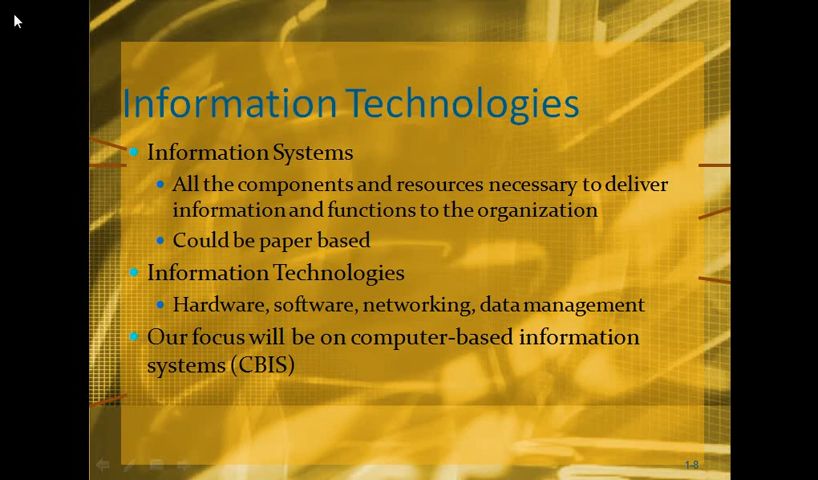 Information Technologies
Information Systems
All the components and resources necessary to deliver
information and functions to the organization
Could be paper based
Information Technologies
Hardware, software, networking, data management
Our focus will be on computer-based information
systems (CBIS)
1-8